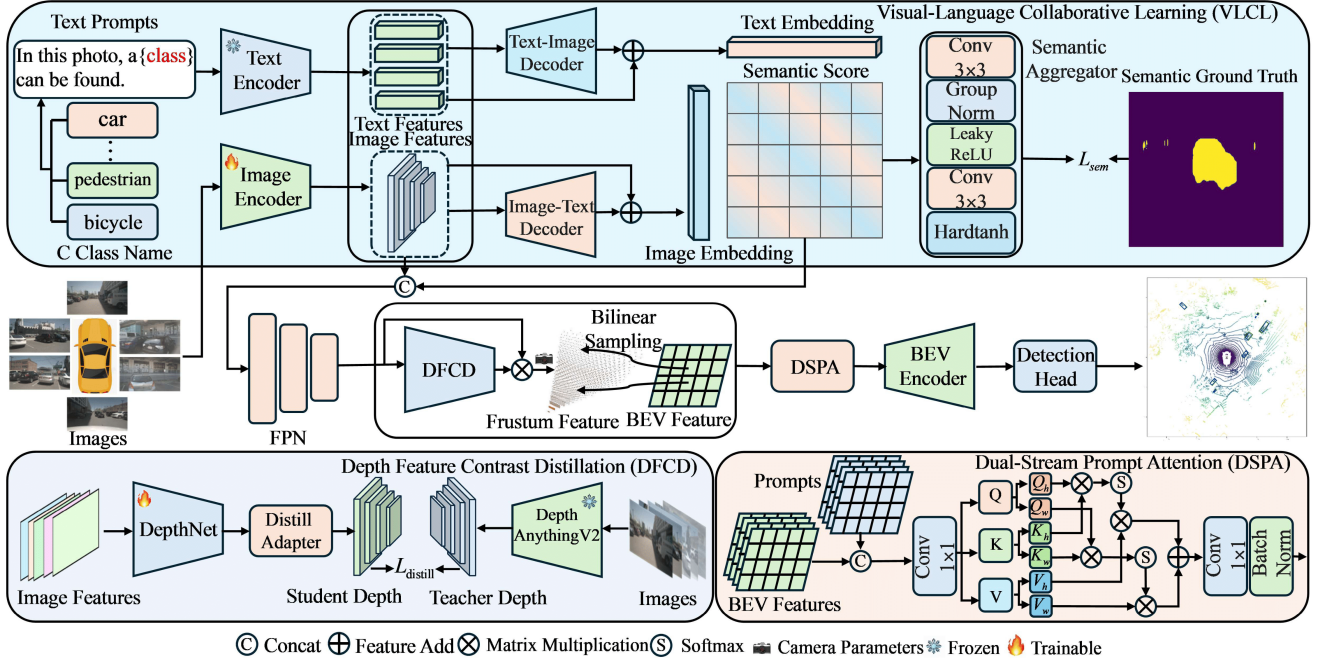 Visual-Language Collaborative Learning (VLCL)
Text Prompts
In this photo, a{class}
can be found.
car
pedestrian
bicycle
C Class Name
Text
Encoder
Image
Encoder
Text Features
Image Features
Text-Image
Decoder
Image-Text
Decoder
Text Embedding
Semantic Score
Image Embedding
Conv
3×3
Group
Norm
Leaky
ReLU
Conv
3×3
Hardtanh
Semantic
Aggregator
L_sem
Semantic Ground Truth
C
Images
FPN
DFCD
Bilinear
Sampling
Frustum Feature
BEV Feature
DSPA
BEV
Encoder
Detection
Head
Depth Feature Contrast Distillation (DFCD)
Image Features
DepthNet
Distill
Adapter
Student Depth
L_distill
Teacher Depth
Depth
AnythingV2
Images
Dual-Stream Prompt Attention (DSPA)
Prompts
BEV Features
C
Conv
1×1
Q
K
V
Q_h
Q_w
K_h
K_w
V_h
V_w
S
S
Conv
1×1
Batch
Norm
C Concat
Feature Add
Matrix Multiplication
S Softmax
Camera Parameters
Frozen
Trainable